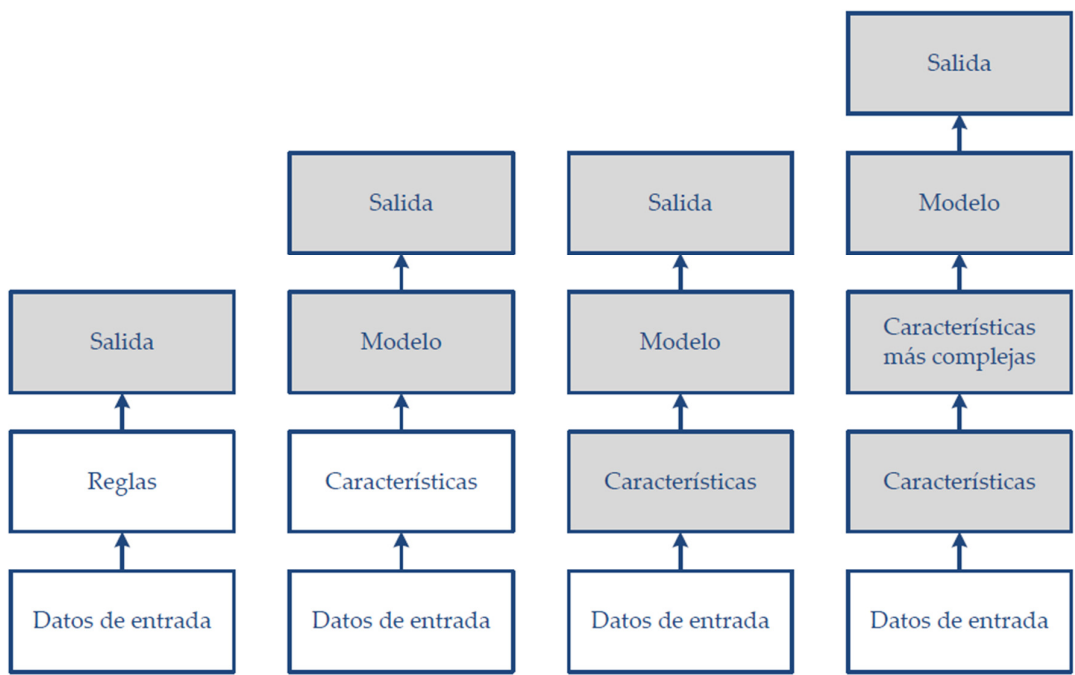 Salida
Modelo
Características
más complejas
Características
Datos de entrada
Salida
Modelo
Características
Datos de entrada
Salida
Modelo
Características
Datos de entrada
Salida
Reglas
Datos de entrada